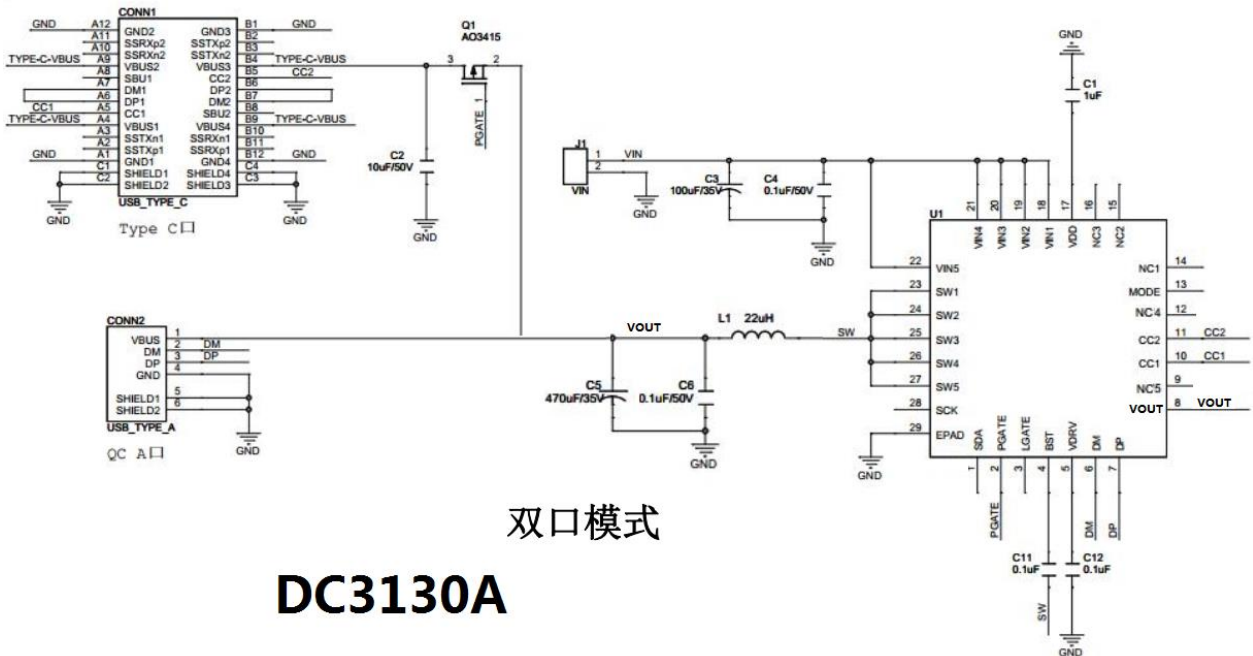 CONN1
GND A12 GND2 GND3 B1 GND
A11 SSRXp2 SSTXp2 B2
A10 SSRXn2 SSTXn2 B3
TYPE-C-VBUS A9 VBUS2 VBUS3 B4 TYPE-C-VBUS
A8 SBU1 CC2 B5 CC2
A7 DM1 DP2 B6
A6 DP1 DM2 B7
CC1 A5 CC1 SBU2 B8
TYPE-C-VBUS A4 VBUS1 VBUS4 B9 TYPE-C-VBUS
A3 SSTXn1 SSRXn1 B10
A2 SSTXp1 SSRXp1 B11
GND A1 GND1 GND4 B12 GND
C1 SHIELD1 SHIELD4 C4
C2 SHIELD2 SHIELD3 C3
USB_TYPE_C
GND
GND
Type C口
Q1
AO3415
3 2
1
PGATE
C2
10uF/50V
GND
J1
1 VIN
2
VIN
GND
C3
100uF/35V
C4
0.1uF/50V
GND
GND
C1
1uF
U1
21 20 19 18 17 16 15
VIN4 VIN3 VIN2 VIN1 VDD NC3 NC2
22 VIN5 NC1 14
23 SW1 MODE 13
24 SW2 NC4 12
25 SW3 CC2 11 CC2
26 SW4 CC1 10 CC1
27 SW5 NC5 9
28 SCK VOUT 8 VOUT
29 EPAD
SDA PGATE LGATE BST VDRV DM DP
1 2 3 4 5 6 7
GND
PGATE
DM
DP
C11
0.1uF
C12
0.1uF
SW
GND
CONN2
VBUS 1
DM 2 DM
DP 3 DP
GND 4
SHIELD1 5
SHIELD2 6
USB_TYPE_A
GND
QC A口
VOUT
L1 22uH
SW
C5
470uF/35V
C6
0.1uF/50V
GND
双口模式
DC3130A